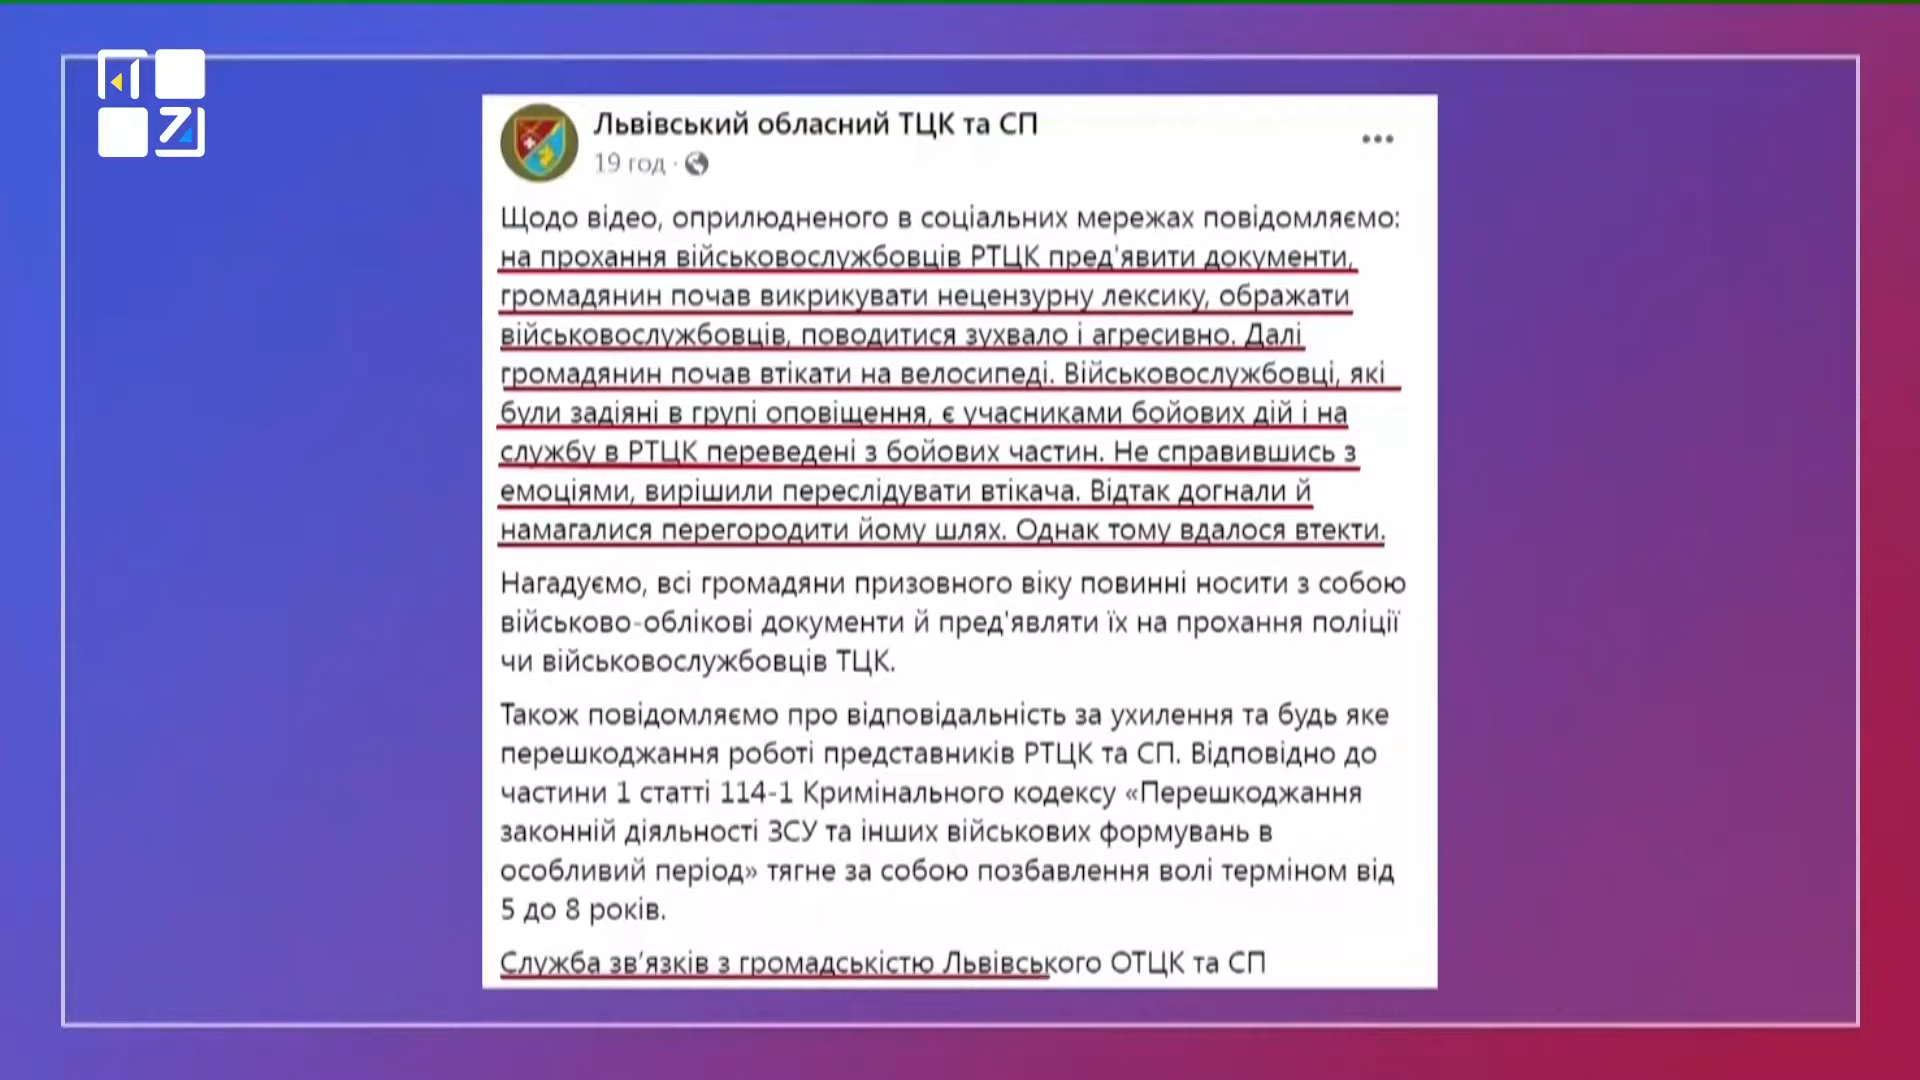 Львівський обласний ТЦК та СП
19 год ·
Щодо відео, оприлюдненого в соціальних мережах повідомляємо:
на прохання військовослужбовців РТЦК пред'явити документи,
громадянин почав викрикувати нецензурну лексику, ображати
військовослужбовців, поводитися зухвало і агресивно. Далі
громадянин почав втікати на велосипеді. Військовослужбовці, які
були задіяні в групі оповіщення, є учасниками бойових дій і на
службу в РТЦК переведені з бойових частин. Не справившись з
емоціями, вирішили переслідувати втікача. Відтак догнали й
намагалися перегородити йому шлях. Однак тому вдалося втекти.
Нагадуємо, всі громадяни призовного віку повинні носити з собою
військово-облікові документи й пред'являти їх на прохання поліції
чи військовослужбовців ТЦК.
Також повідомляємо про відповідальність за ухилення та будь яке
перешкоджання роботі представників РТЦК та СП. Відповідно до
частини 1 статті 114-1 Кримінального кодексу «Перешкоджання
законній діяльності ЗСУ та інших військових формувань в
особливий період» тягне за собою позбавлення волі терміном від
5 до 8 років.
Служба зв’язків з громадськістю Львівського ОТЦК та СП